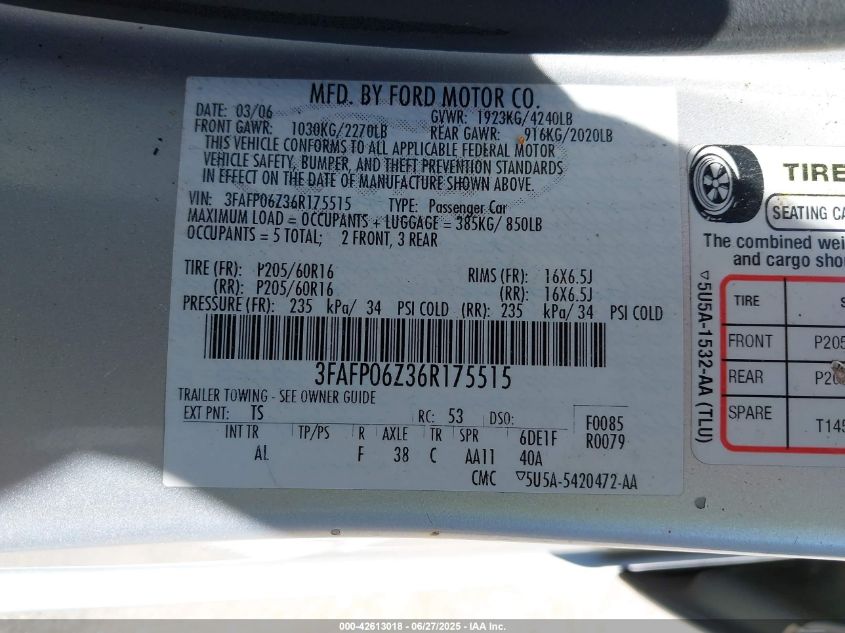 MFD. BY FORD MOTOR CO.
DATE: 03/06 GVWR: 1923KG/4240LB
FRONT GAWR: 1030KG/2270LB REAR GAWR: 916KG/2020LB
THIS VEHICLE CONFORMS TO ALL APPLICABLE FEDERAL MOTOR
VEHICLE SAFETY, BUMPER, AND THEFT PREVENTION STANDARDS
IN EFFECT ON THE DATE OF MANUFACTURE SHOWN ABOVE.
VIN: 3FAFP06Z36R175515 TYPE: Passenger Car
MAXIMUM LOAD = OCCUPANTS + LUGGAGE = 385KG/ 850LB
OCCUPANTS = 5 TOTAL; 2 FRONT, 3 REAR
TIRE (FR): P205/60R16 RIMS (FR): 16X6.5J
(RR): P205/60R16 (RR): 16X6.5J
PRESSURE (FR): 235 kPa/ 34 PSI COLD (RR): 235 kPa/ 34 PSI COLD
3FAFP06Z36R175515
TRAILER TOWING - SEE OWNER GUIDE
EXT PNT: TS RC: 53 DSO: F0085
R0079
INT TR TP/PS R AXLE TR SPR 6DE1F
AL F 38 C AA11 40A
CMC ▽5U5A-5420472-AA
TIRE
SEATING CA
The combined wei
and cargo shou
▽5U5A-1532-AA (TLU)
TIRE S
FRONT P205
REAR P20
SPARE T145
000-42613018 - 06/27/2025 - IAA Inc.